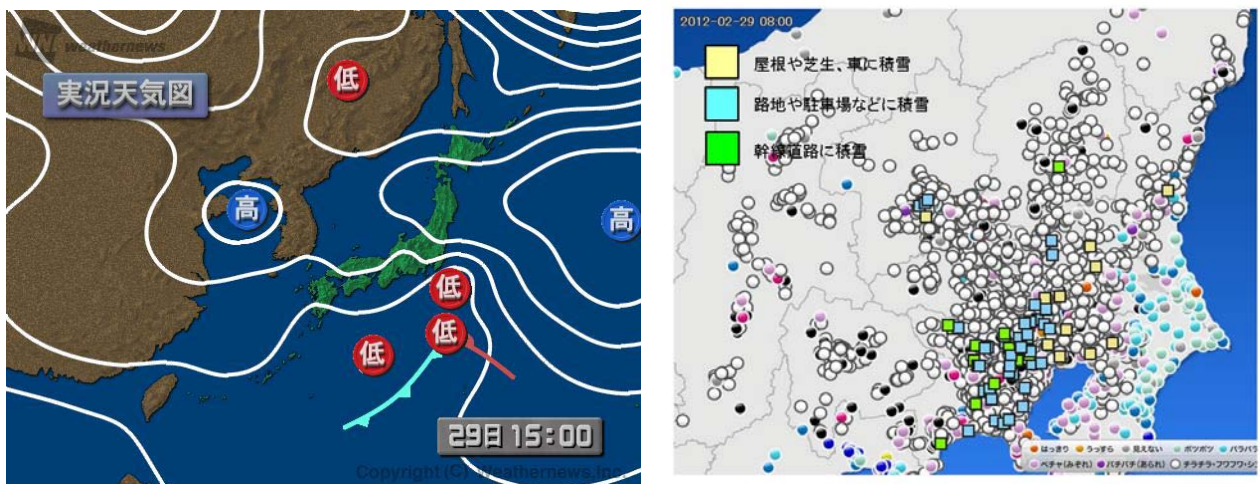 WNI weathernews
実況天気図
低
高
高
低
低
低
29日 15:00
Copyright (C) Weathernews Inc.
2012-02-29 08:00
屋根や芝生、車に積雪
路地や駐車場などに積雪
幹線道路に積雪
はっきり うっすら 見えない ポツポツ パラパラ
ベチャ(みぞれ) パチパチ(あられ) チラチラ・フワフワ・シ